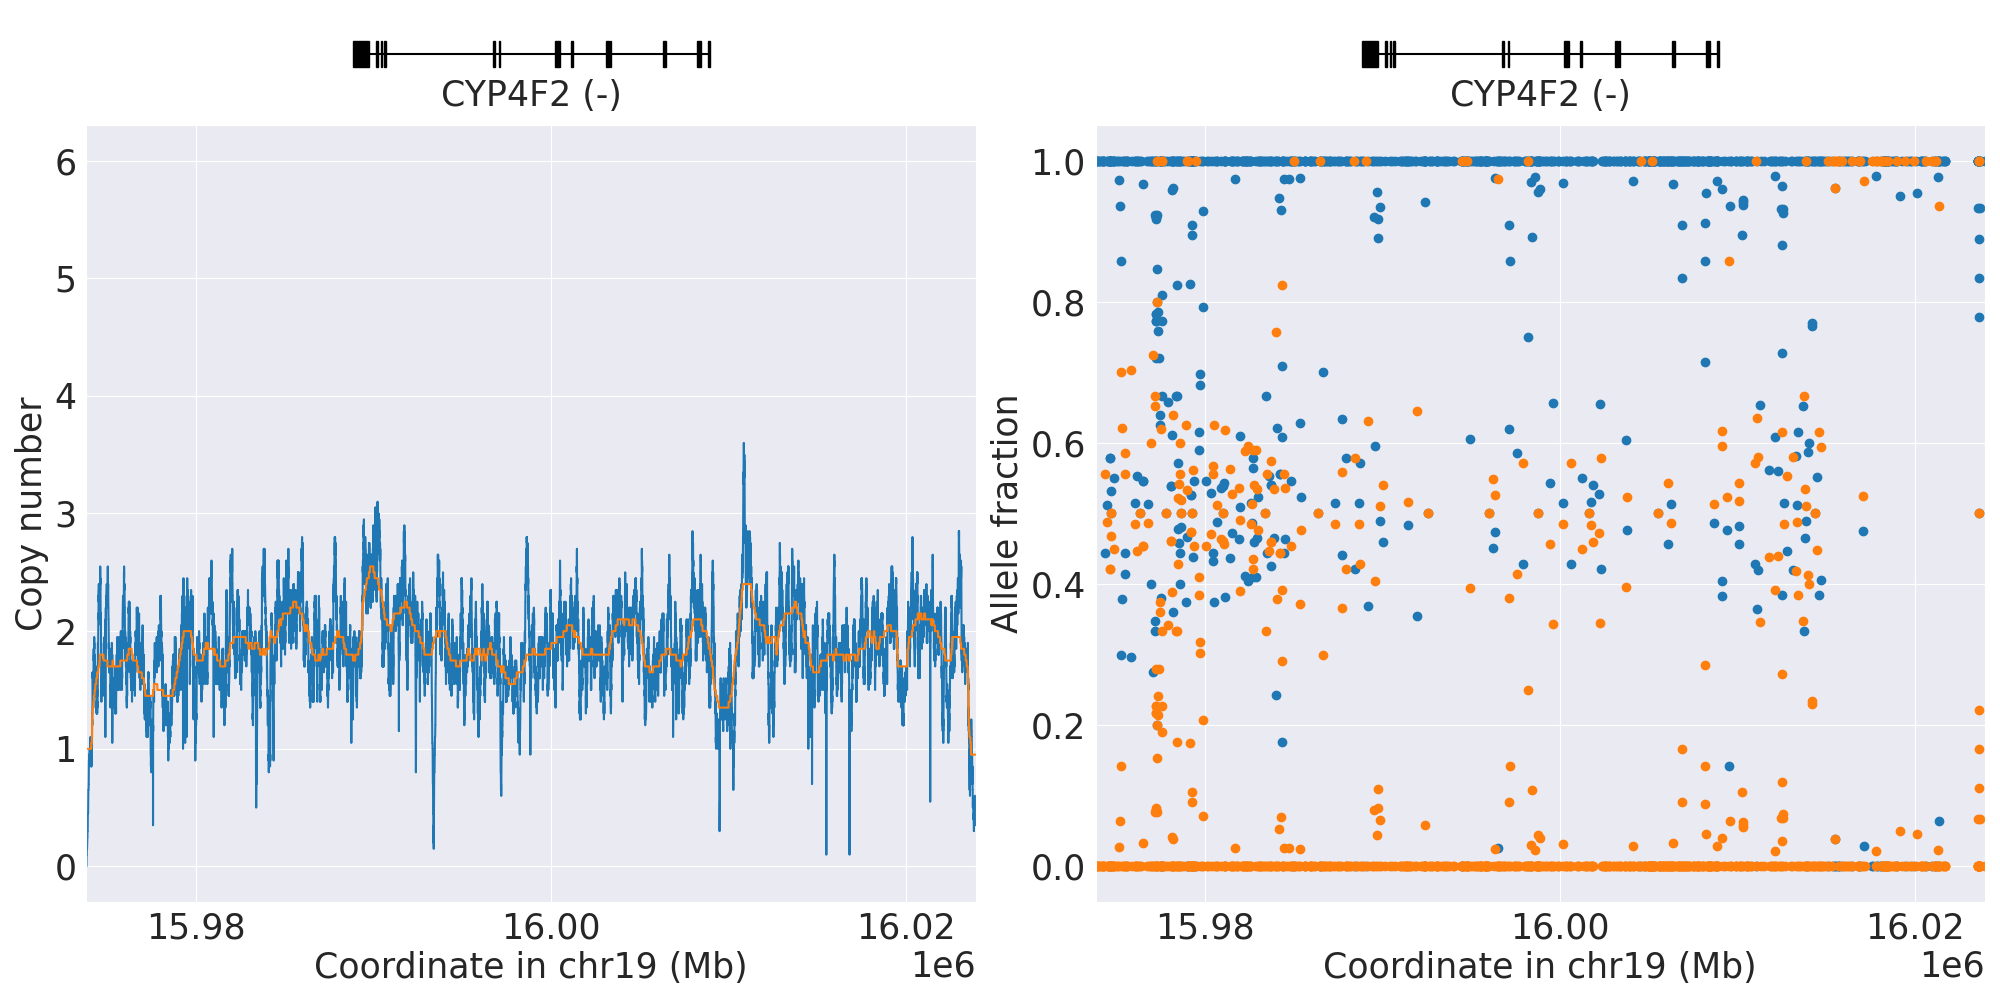 CYP4F2 (-)
Copy number
6
5
4
3
2
1
0
15.98
16.00
16.02
Coordinate in chr19 (Mb)
1e6
CYP4F2 (-)
Allele fraction
1.0
0.8
0.6
0.4
0.2
0.0
15.98
16.00
16.02
Coordinate in chr19 (Mb)
1e6